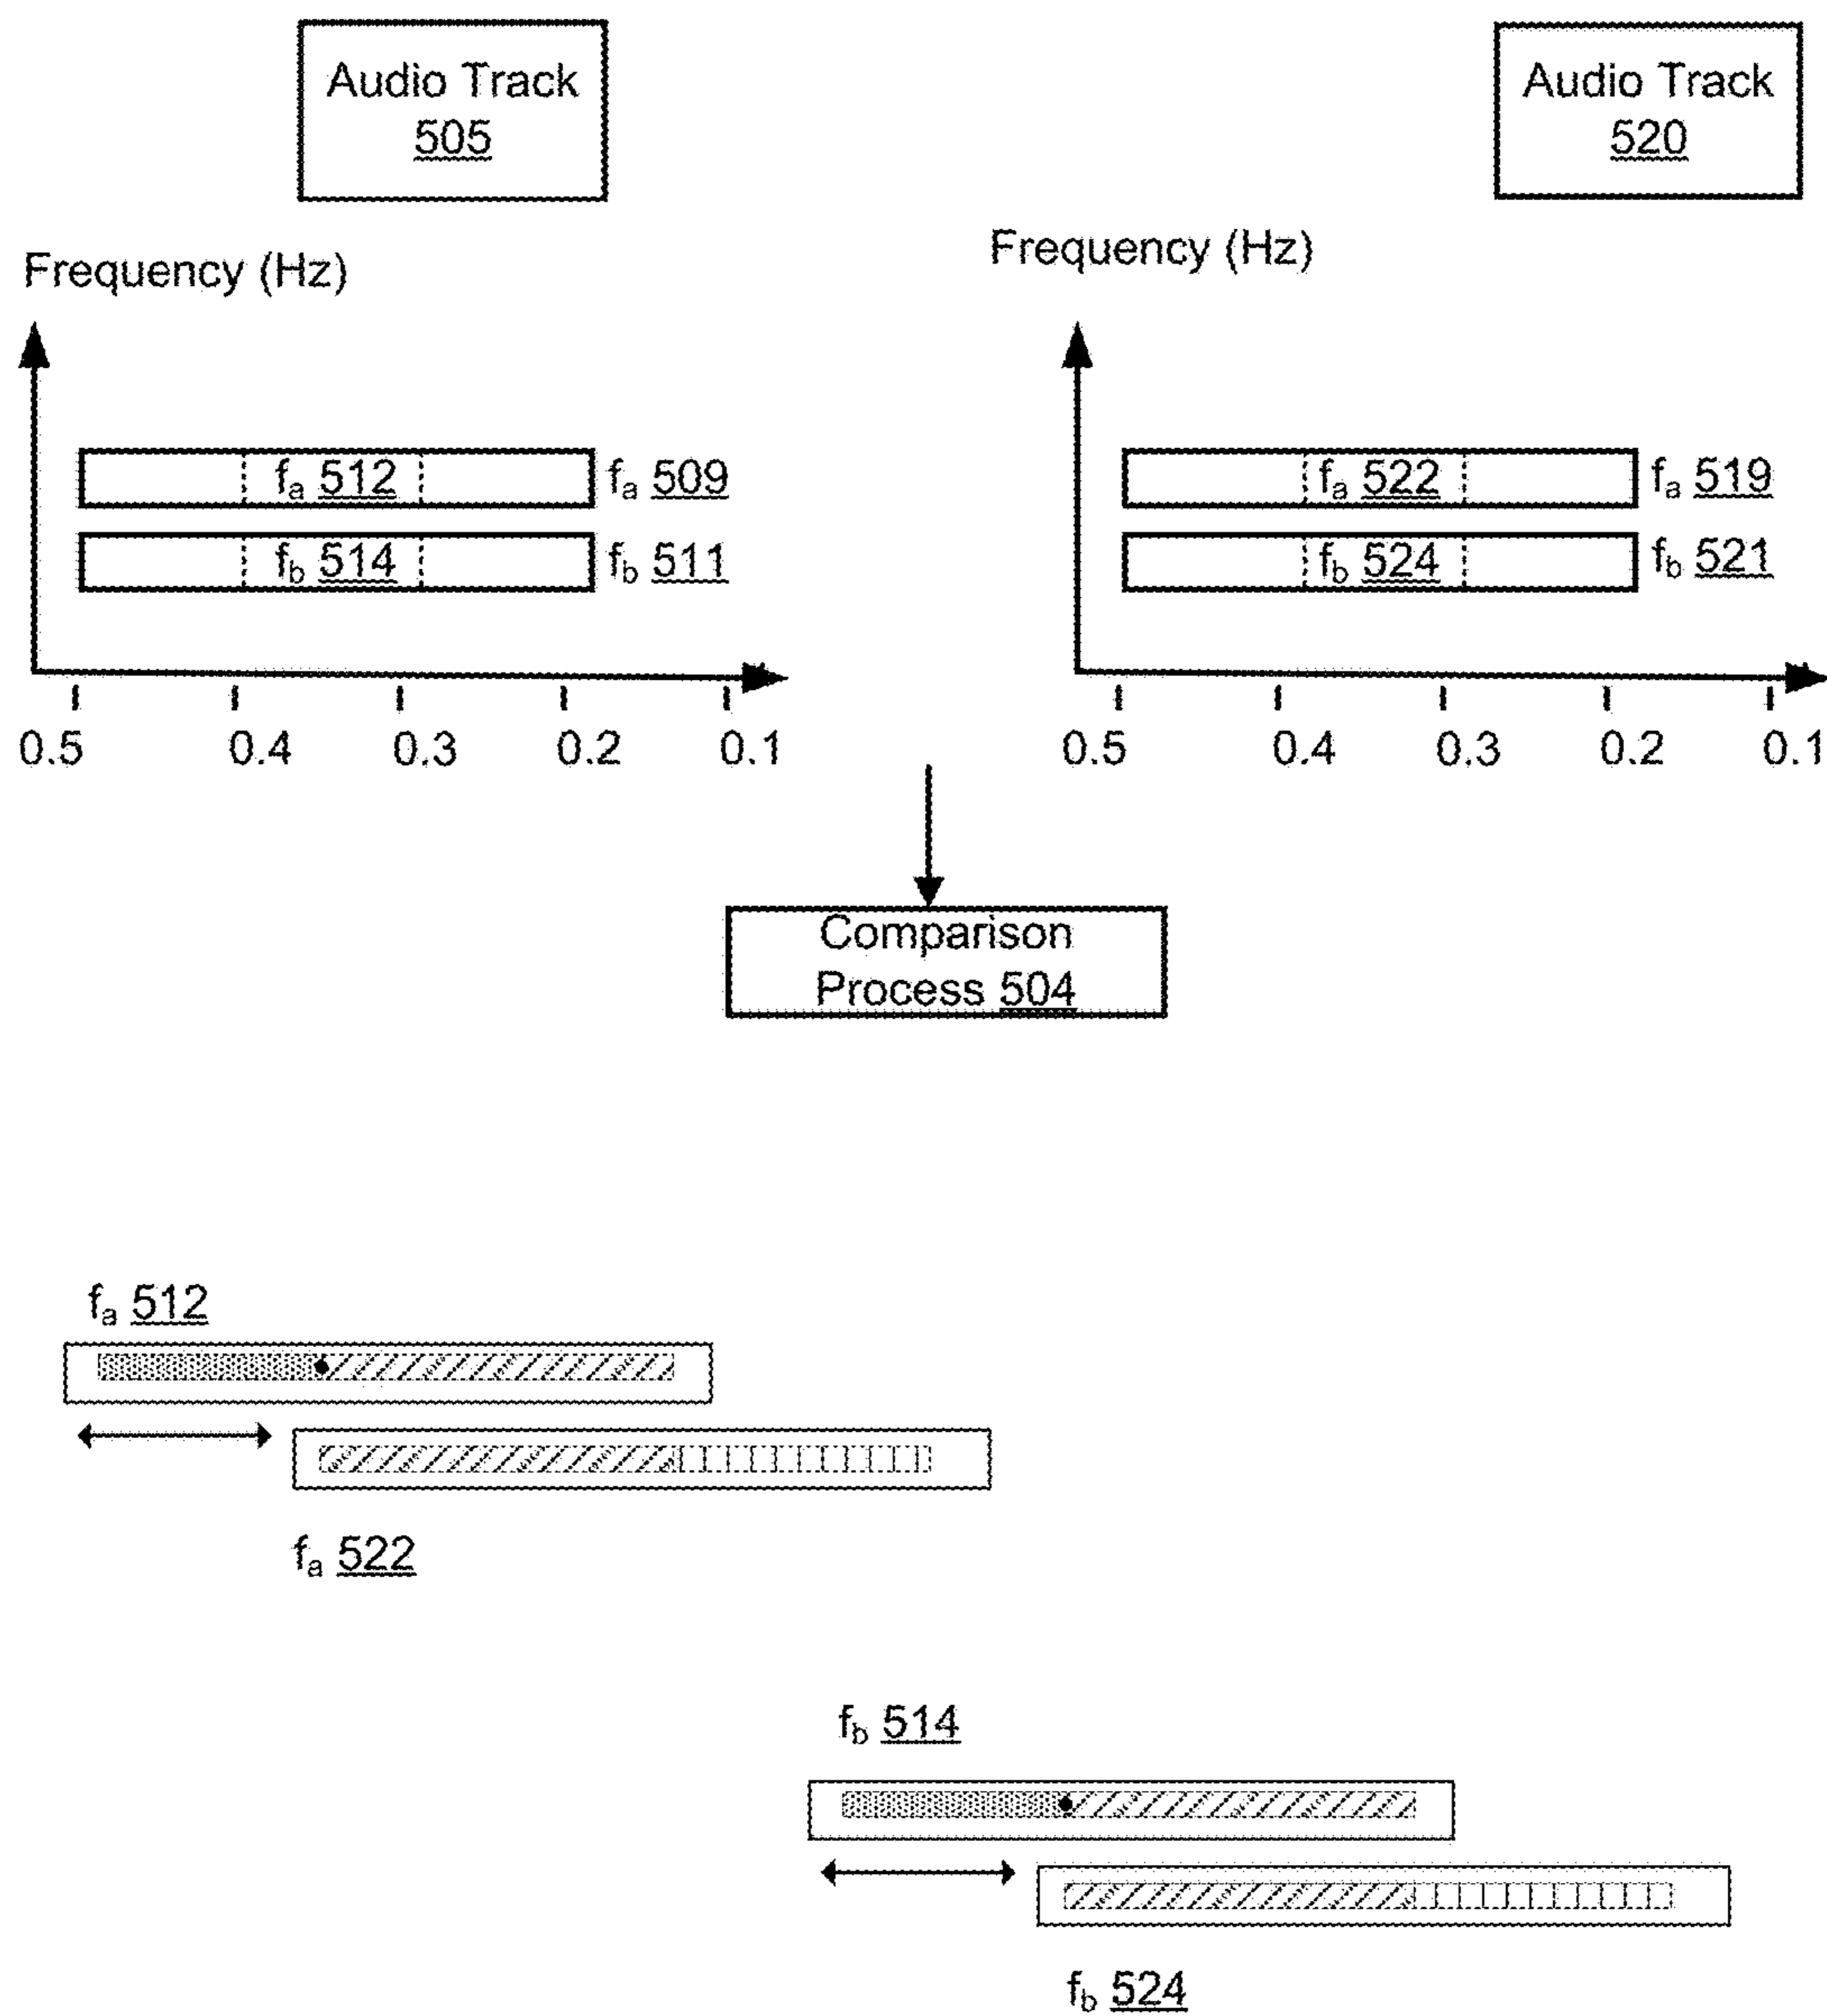 Audio Track
505
Audio Track
520
Frequency (Hz)
Frequency (Hz)
fa 512
fa 509
fb 514
fb 511
fa 522
fa 519
fb 524
fb 521
0.5 0.4 0.3 0.2 0.1
0.5 0.4 0.3 0.2 0.1
Comparison
Process 504
fa 512
fa 522
fb 514
fb 524